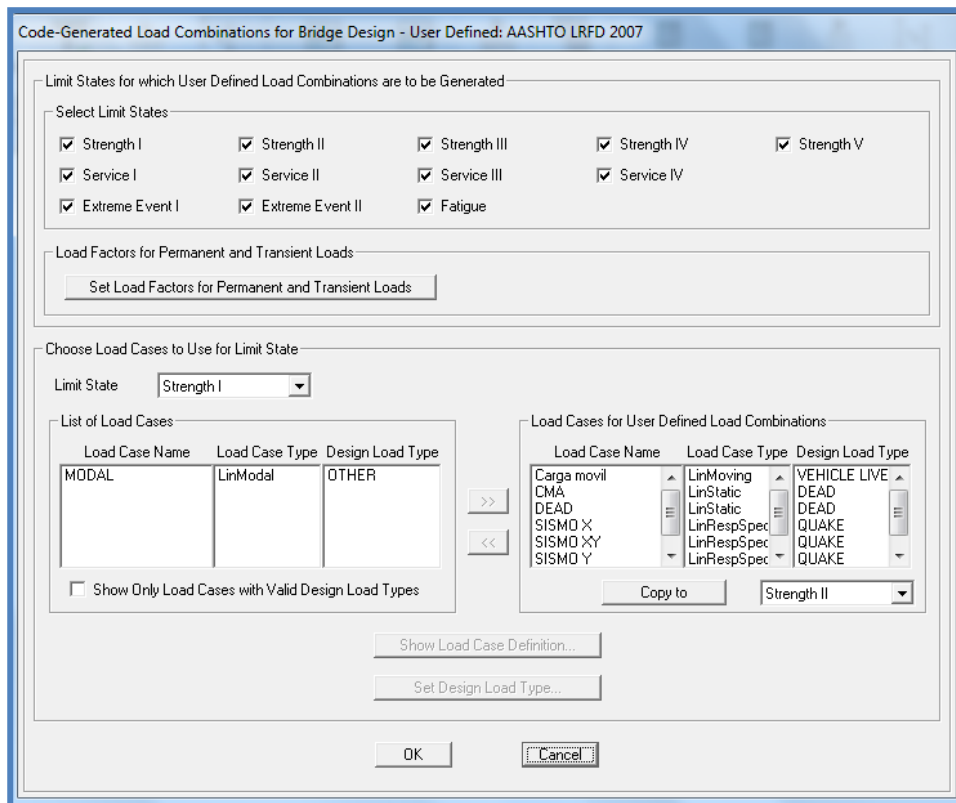 Code-Generated Load Combinations for Bridge Design - User Defined: AASHTO LRFD 2007
Limit States for which User Defined Load Combinations are to be Generated
Select Limit States
Strength I Strength II Strength III Strength IV Strength V
Service I Service II Service III Service IV
Extreme Event I Extreme Event II Fatigue
Load Factors for Permanent and Transient Loads
Set Load Factors for Permanent and Transient Loads
Choose Load Cases to Use for Limit State
Limit State Strength I
List of Load Cases
Load Case Name Load Case Type Design Load Type
MODAL LinModal OTHER
Show Only Load Cases with Valid Design Load Types
>>
<<
Load Cases for User Defined Load Combinations
Load Case Name Load Case Type Design Load Type
Carga movil LinMoving VEHICLE LIVE
CMA LinStatic DEAD
DEAD LinStatic DEAD
SISMO X LinRespSpec QUAKE
SISMO XY LinRespSpec QUAKE
SISMO Y LinRespSpec QUAKE
Copy to Strength II
Show Load Case Definition...
Set Design Load Type...
OK Cancel